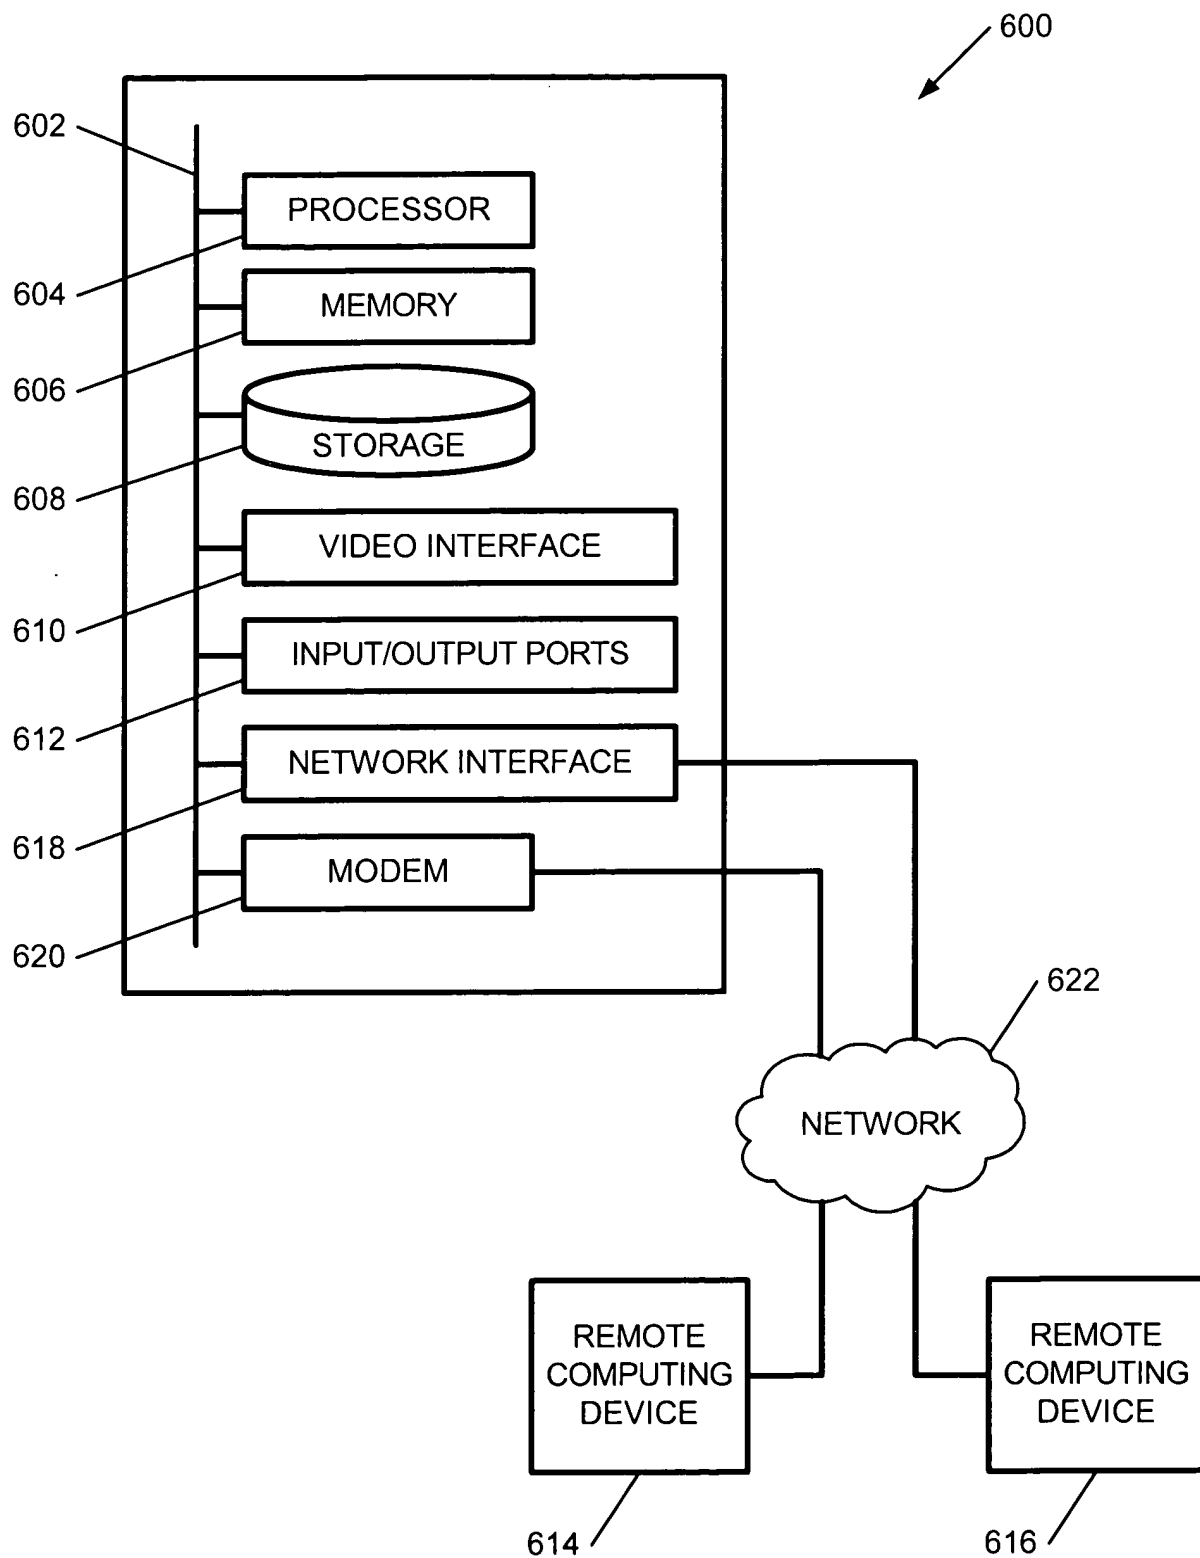 600
602
PROCESSOR
604
MEMORY
606
STORAGE
608
VIDEO INTERFACE
610
INPUT/OUTPUT PORTS
612
NETWORK INTERFACE
618
MODEM
620
622
NETWORK
REMOTE
COMPUTING
DEVICE
614
REMOTE
COMPUTING
DEVICE
616